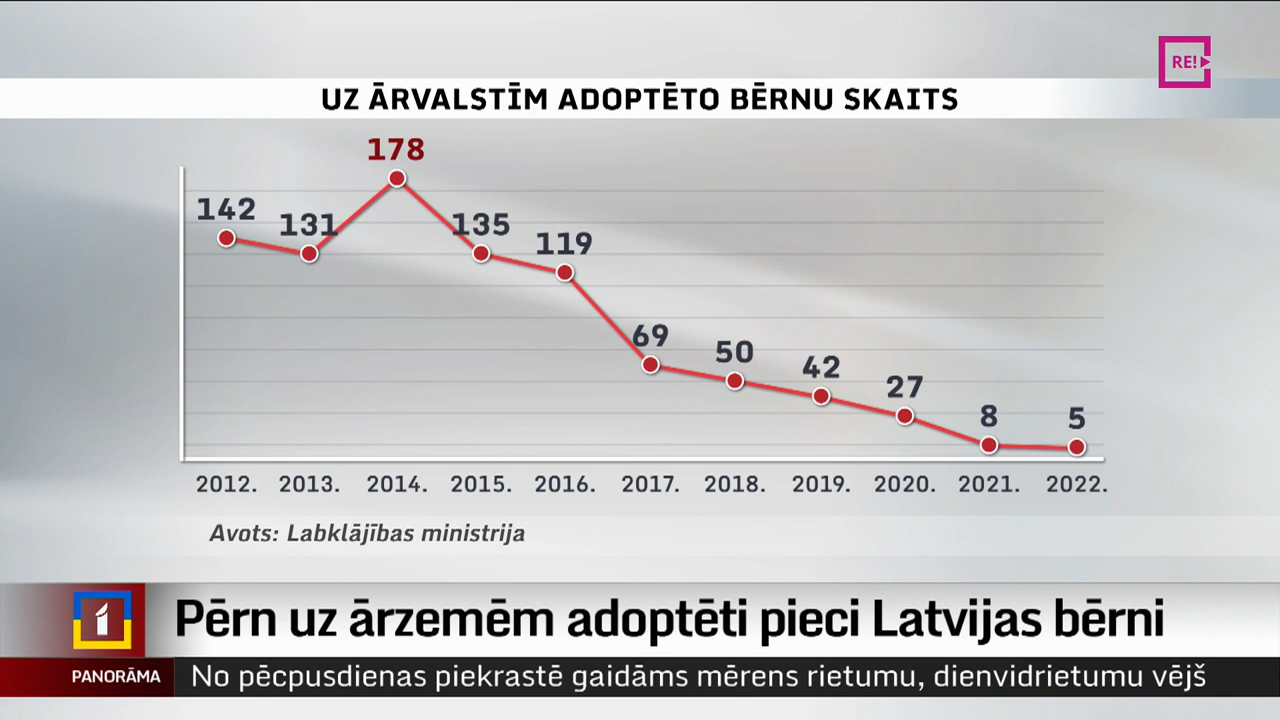 RE!
UZ ĀRVALSTĪM ADOPTĒTO BĒRNU SKAITS
178
142 131 135 119
69 50 42 27 8 5
2012. 2013. 2014. 2015. 2016. 2017. 2018. 2019. 2020. 2021. 2022.
Avots: Labklājības ministrija
1 Pērn uz ārzemēm adoptēti pieci Latvijas bērni
PANORĀMA No pēcpusdienas piekrastē gaidāms mērens rietumu, dienvidrietumu vējš